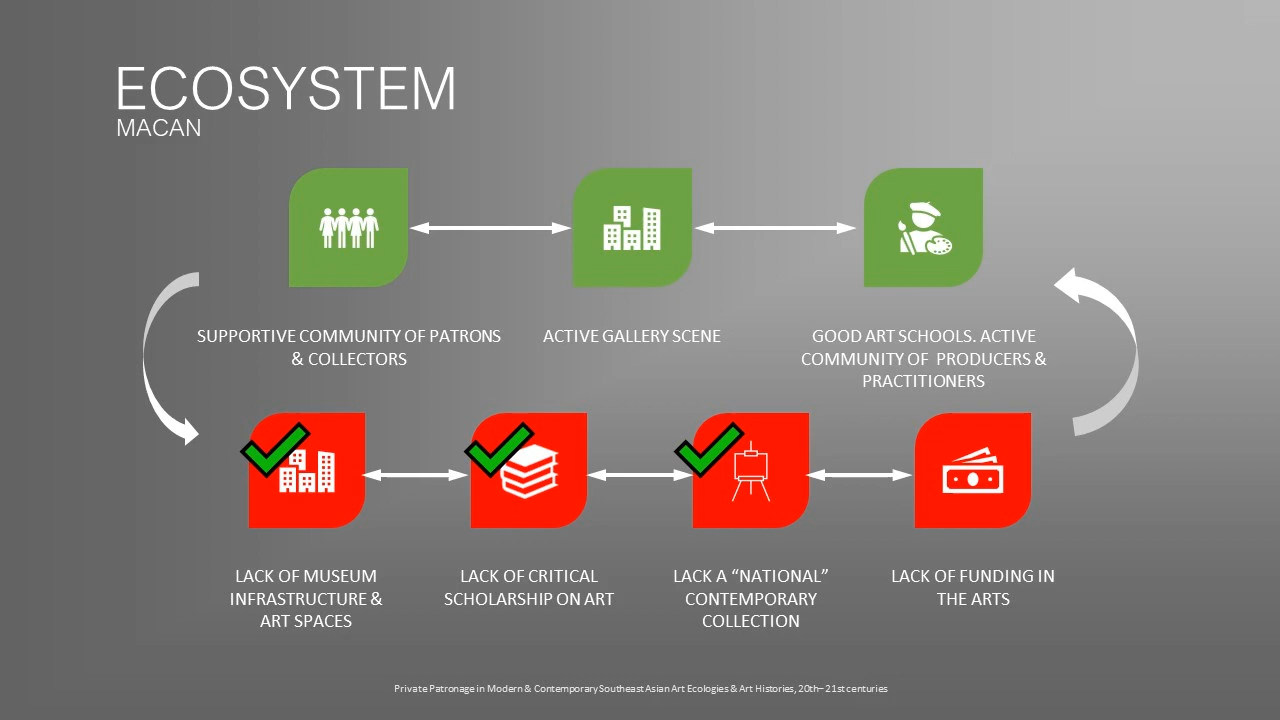 ECOSYSTEM
MACAN
SUPPORTIVE COMMUNITY OF PATRONS
& COLLECTORS
ACTIVE GALLERY SCENE
GOOD ART SCHOOLS. ACTIVE
COMMUNITY OF PRODUCERS &
PRACTITIONERS
LACK OF MUSEUM
INFRASTRUCTURE &
ART SPACES
LACK OF CRITICAL
SCHOLARSHIP ON ART
LACK A “NATIONAL”
CONTEMPORARY
COLLECTION
LACK OF FUNDING IN
THE ARTS
Private Patronage in Modern & Contemporary Southeast Asian Art Ecologies & Art Histories, 20th–21st centuries